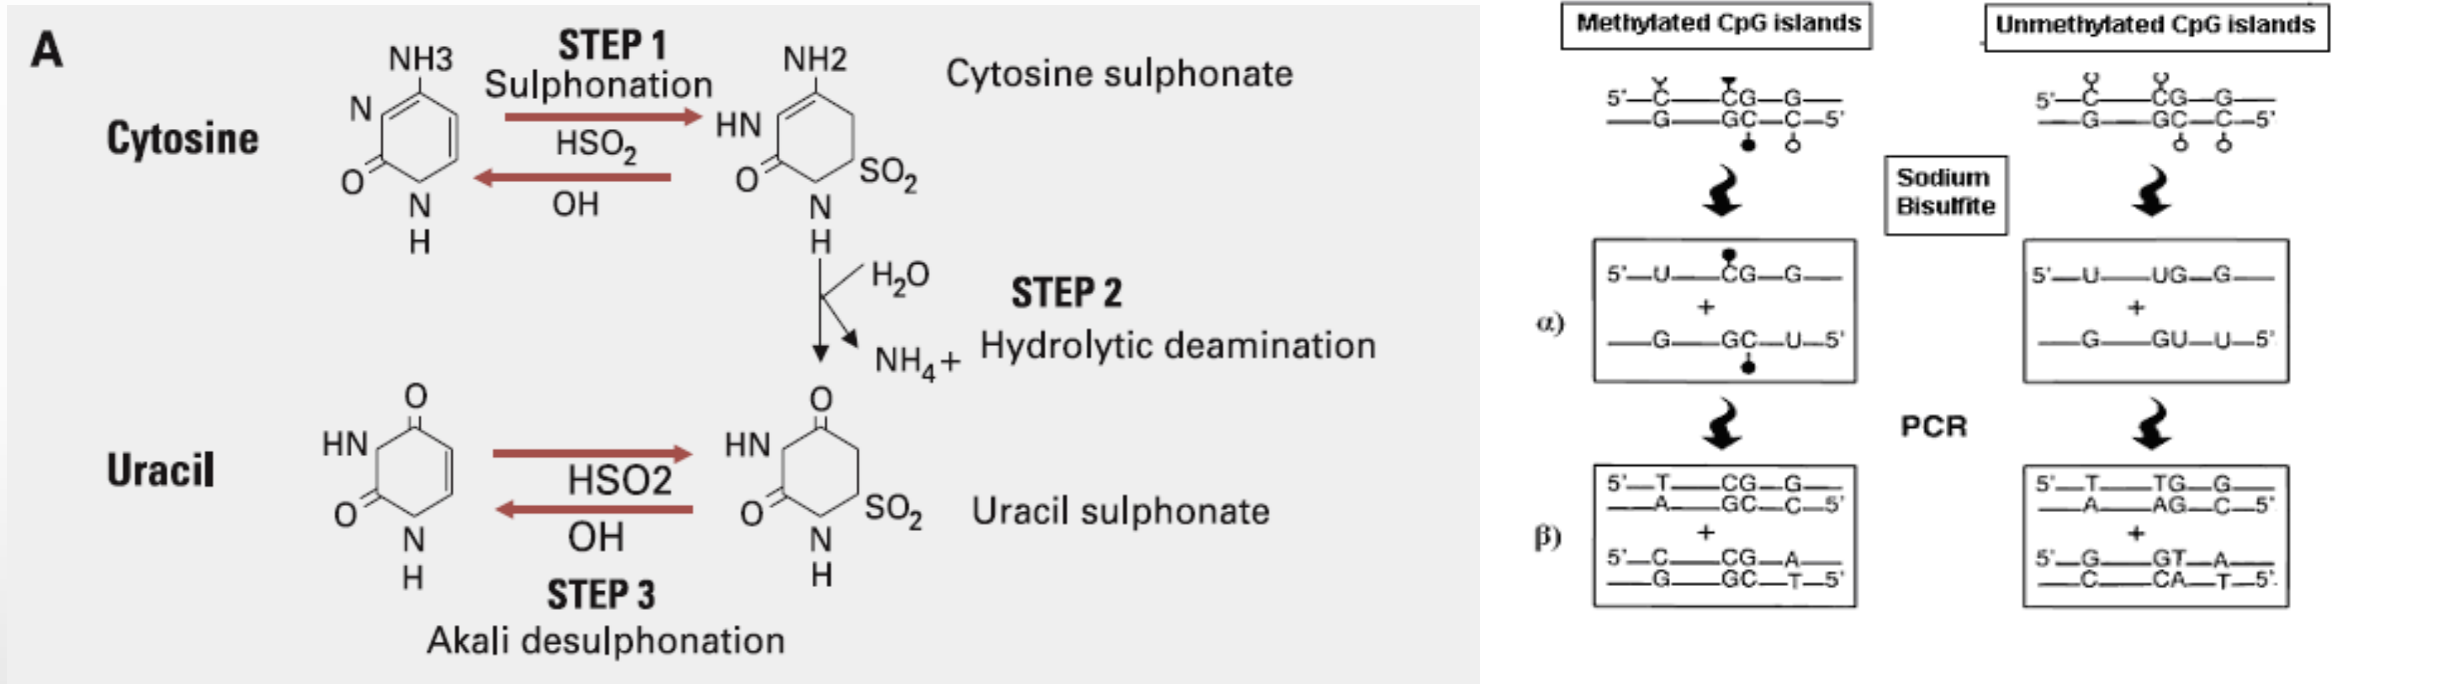 A
NH3
N
O
N
H
Cytosine
STEP 1
Sulphonation
HSO2
OH
NH2
HN
O
SO2
N
H
Cytosine sulphonate
H2O
NH4+
STEP 2
Hydrolytic deamination
Uracil
O
HN
O
N
H
HSO2
OH
STEP 3
Akali desulphonation
O
HN
O
SO2
N
H
Uracil sulphonate
Methylated CpG islands
Unmethylated CpG islands
5'—C——CG—G——
——G——GC—C—5'
5'—C——CG—G——
——G——GC—C—5'
Sodium
Bisulfite
α)
5'—U——CG—G——
+
——G——GC—U—5'
5'—U——UG—G——
+
——G——GU—U—5'
PCR
β)
5'—T——CG—G——
——A——GC—C—5'
+
5'—C——CG—A——
——G——GC—T—5'
5'—T——TG—G——
——A——AG—C—5'
+
5'—G——GT—A——
——C——CA—T—5'